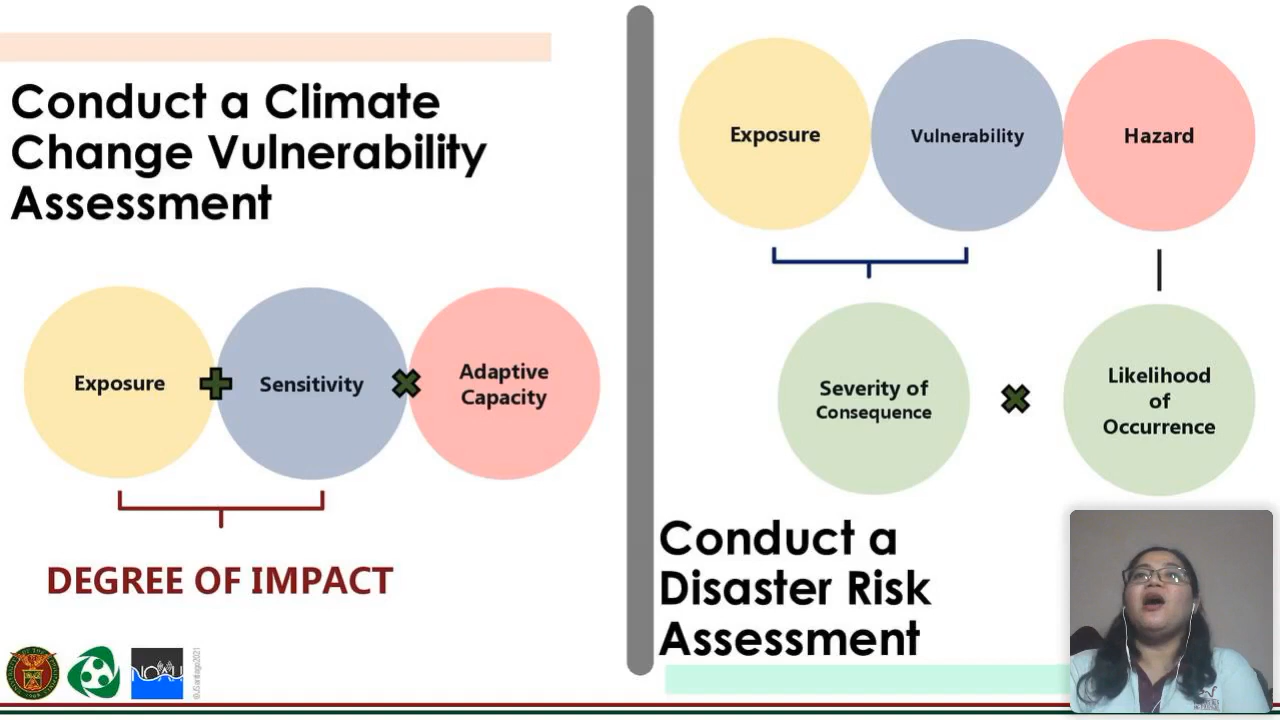 Conduct a Climate
Change Vulnerability
Assessment
Exposure
Sensitivity
Adaptive
Capacity
DEGREE OF IMPACT
NOAH
Exposure
Vulnerability
Hazard
Severity of
Consequence
Likelihood
of
Occurrence
Conduct a
Disaster Risk
Assessment